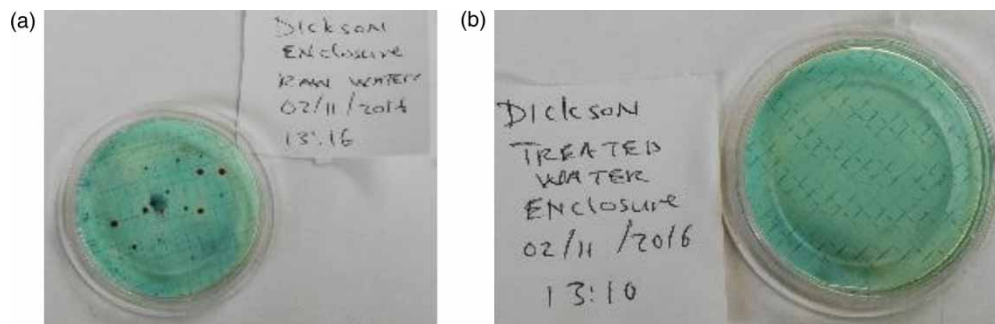 (a)
DICKSON
ENclosure
RAW WATER
02/11/2016
13:16
(b)
DICKSON
TREATED
WATER
ENclosure
02/11/2016
13:10